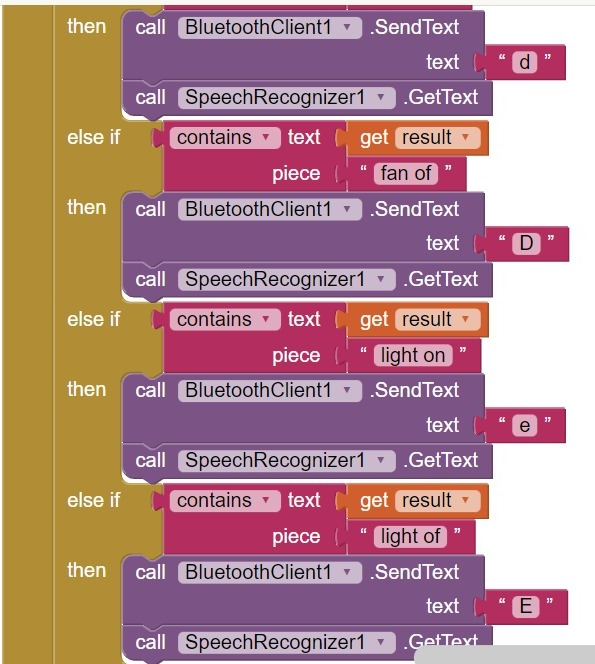 then call BluetoothClient1 .SendText
text "d"
call SpeechRecognizer1 .GetText
else if contains text get result
piece "fan of"
then call BluetoothClient1 .SendText
text "D"
call SpeechRecognizer1 .GetText
else if contains text get result
piece "light on"
then call BluetoothClient1 .SendText
text "e"
call SpeechRecognizer1 .GetText
else if contains text get result
piece "light of"
then call BluetoothClient1 .SendText
text "E"
call SpeechRecognizer1 .GetText